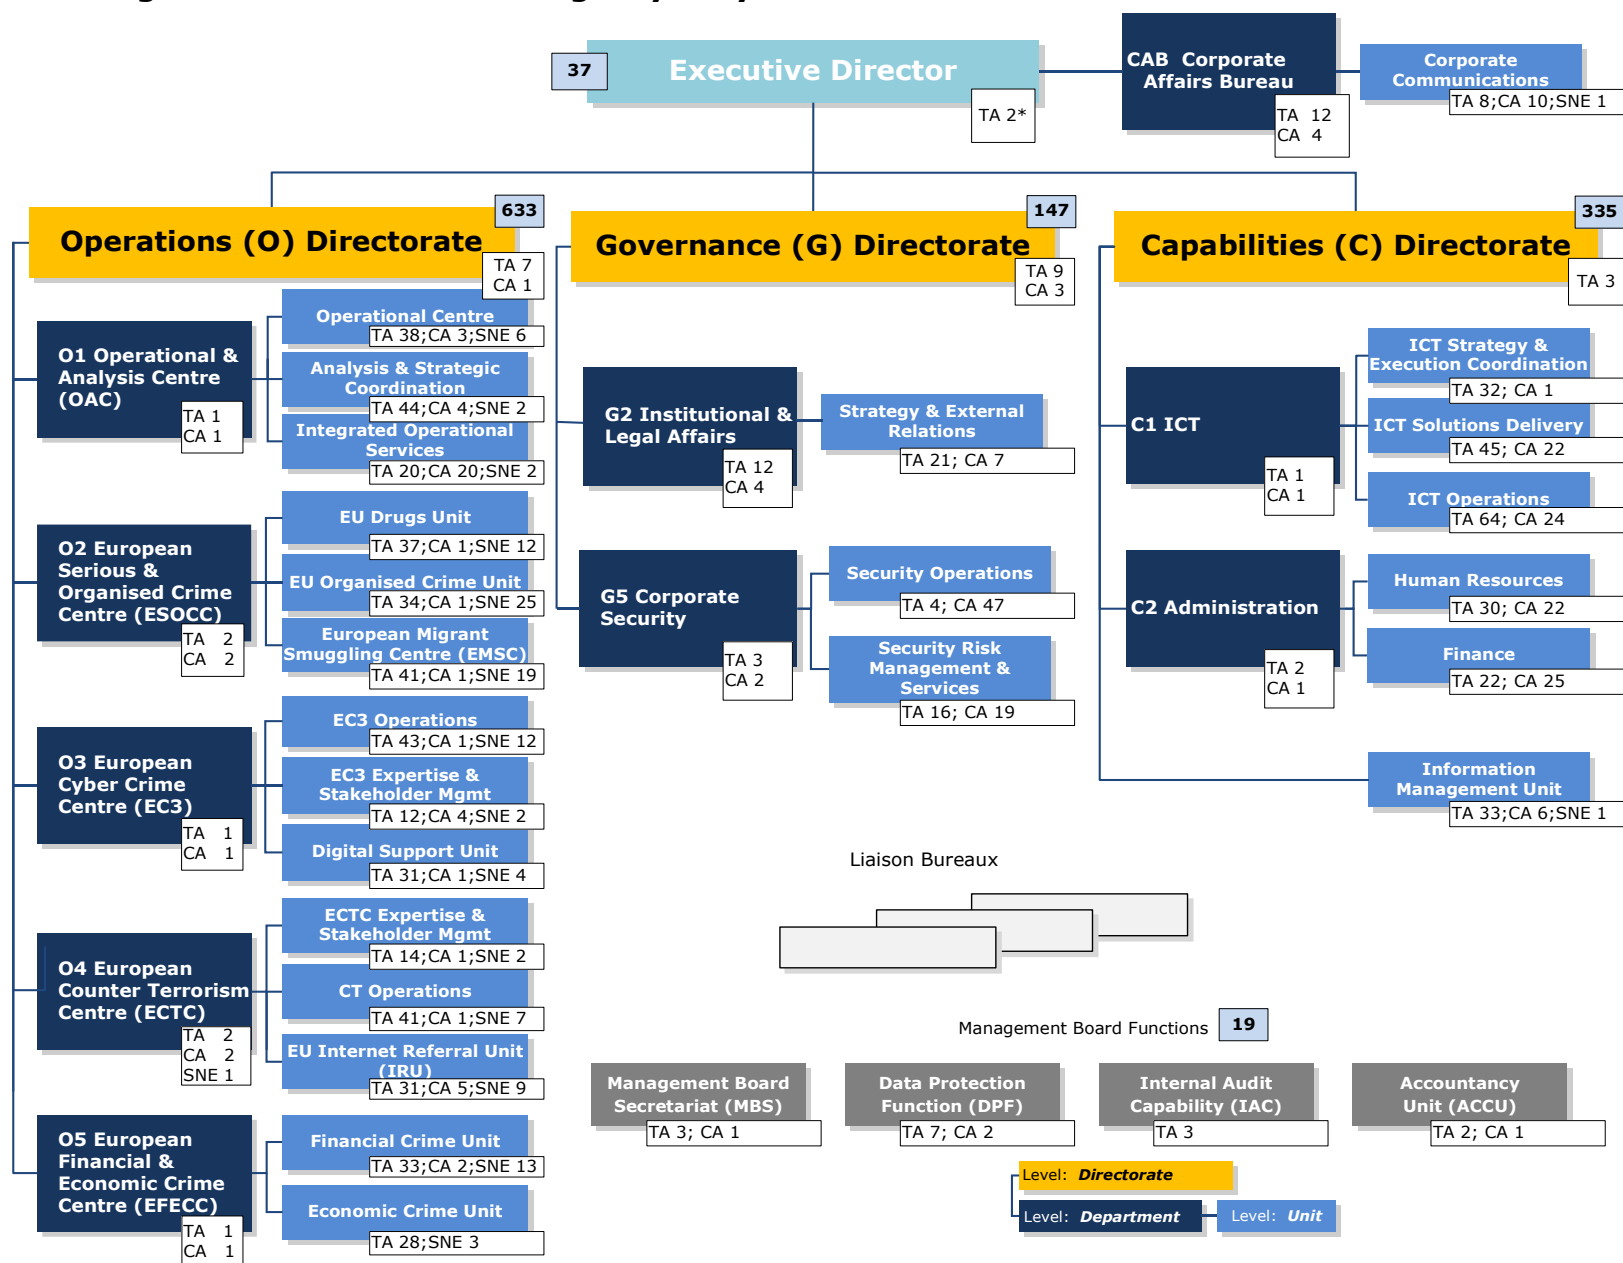 37
Executive Director
TA 2*
CAB Corporate
Affairs Bureau
TA 12
CA 4
Corporate
Communications
TA 8;CA 10;SNE 1
633
Operations (O) Directorate
TA 7
CA 1
O1 Operational &
Analysis Centre
(OAC)
TA 1
CA 1
Operational Centre
TA 38;CA 3;SNE 6
Analysis & Strategic
Coordination
TA 44;CA 4;SNE 2
Integrated Operational
Services
TA 20;CA 20;SNE 2
O2 European
Serious &
Organised Crime
Centre (ESOCC)
TA 2
CA 2
EU Drugs Unit
TA 37;CA 1;SNE 12
EU Organised Crime Unit
TA 34;CA 1;SNE 25
European Migrant
Smuggling Centre (EMSC)
TA 41;CA 1;SNE 19
O3 European
Cyber Crime
Centre (EC3)
TA 1
CA 1
EC3 Operations
TA 43;CA 1;SNE 12
EC3 Expertise &
Stakeholder Mgmt
TA 12;CA 4;SNE 2
Digital Support Unit
TA 31;CA 1;SNE 4
O4 European
Counter Terrorism
Centre (ECTC)
TA 2
CA 2
SNE 1
ECTC Expertise &
Stakeholder Mgmt
TA 14;CA 1;SNE 2
CT Operations
TA 41;CA 1;SNE 7
EU Internet Referral Unit
(IRU)
TA 31;CA 5;SNE 9
O5 European
Financial &
Economic Crime
Centre (EFECC)
TA 1
CA 1
Financial Crime Unit
TA 33;CA 2;SNE 13
Economic Crime Unit
TA 28;SNE 3
147
Governance (G) Directorate
TA 9
CA 3
G2 Institutional &
Legal Affairs
TA 12
CA 4
Strategy & External
Relations
TA 21; CA 7
G5 Corporate
Security
TA 3
CA 2
Security Operations
TA 4; CA 47
Security Risk
Management &
Services
TA 16; CA 19
335
Capabilities (C) Directorate
TA 3
C1 ICT
TA 1
CA 1
ICT Strategy &
Execution Coordination
TA 32; CA 1
ICT Solutions Delivery
TA 45; CA 22
ICT Operations
TA 64; CA 24
C2 Administration
TA 2
CA 1
Human Resources
TA 30; CA 22
Finance
TA 22; CA 25
Information
Management Unit
TA 33;CA 6;SNE 1
Liaison Bureaux
Management Board Functions 19
Management Board
Secretariat (MBS)
TA 3; CA 1
Data Protection
Function (DPF)
TA 7; CA 2
Internal Audit
Capability (IAC)
TA 3
Accountancy
Unit (ACCU)
TA 2; CA 1
Level: Directorate
Level: Department
Level: Unit